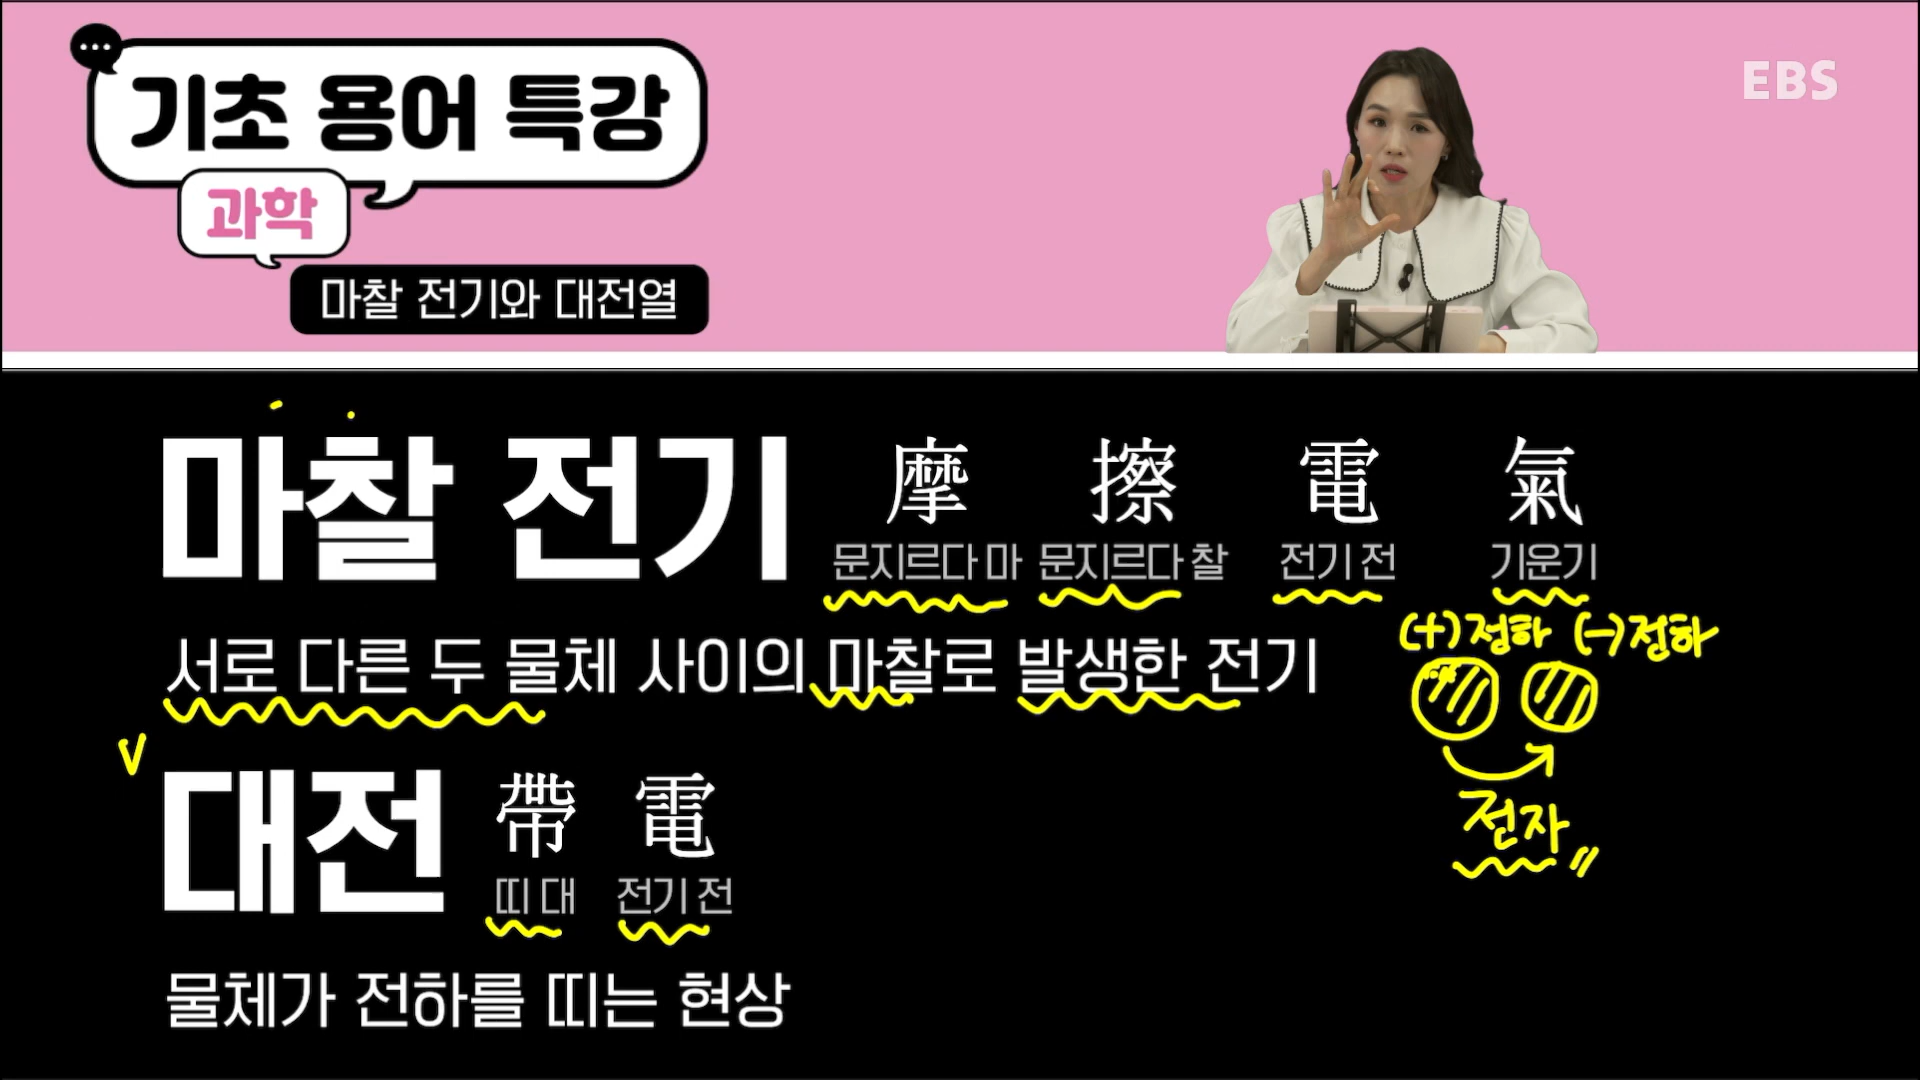 기초 용어 특강
EBS
과학
마찰 전기와 대전열
마찰 전기 摩 擦 電 氣
문지르다 마 문지르다 찰 전기 전 기운기
(+)전하 (-)전하
서로 다른 두 물체 사이의 마찰로 발생한 전기
대전 帶 電
전자
띠 대 전기 전
물체가 전하를 띠는 현상